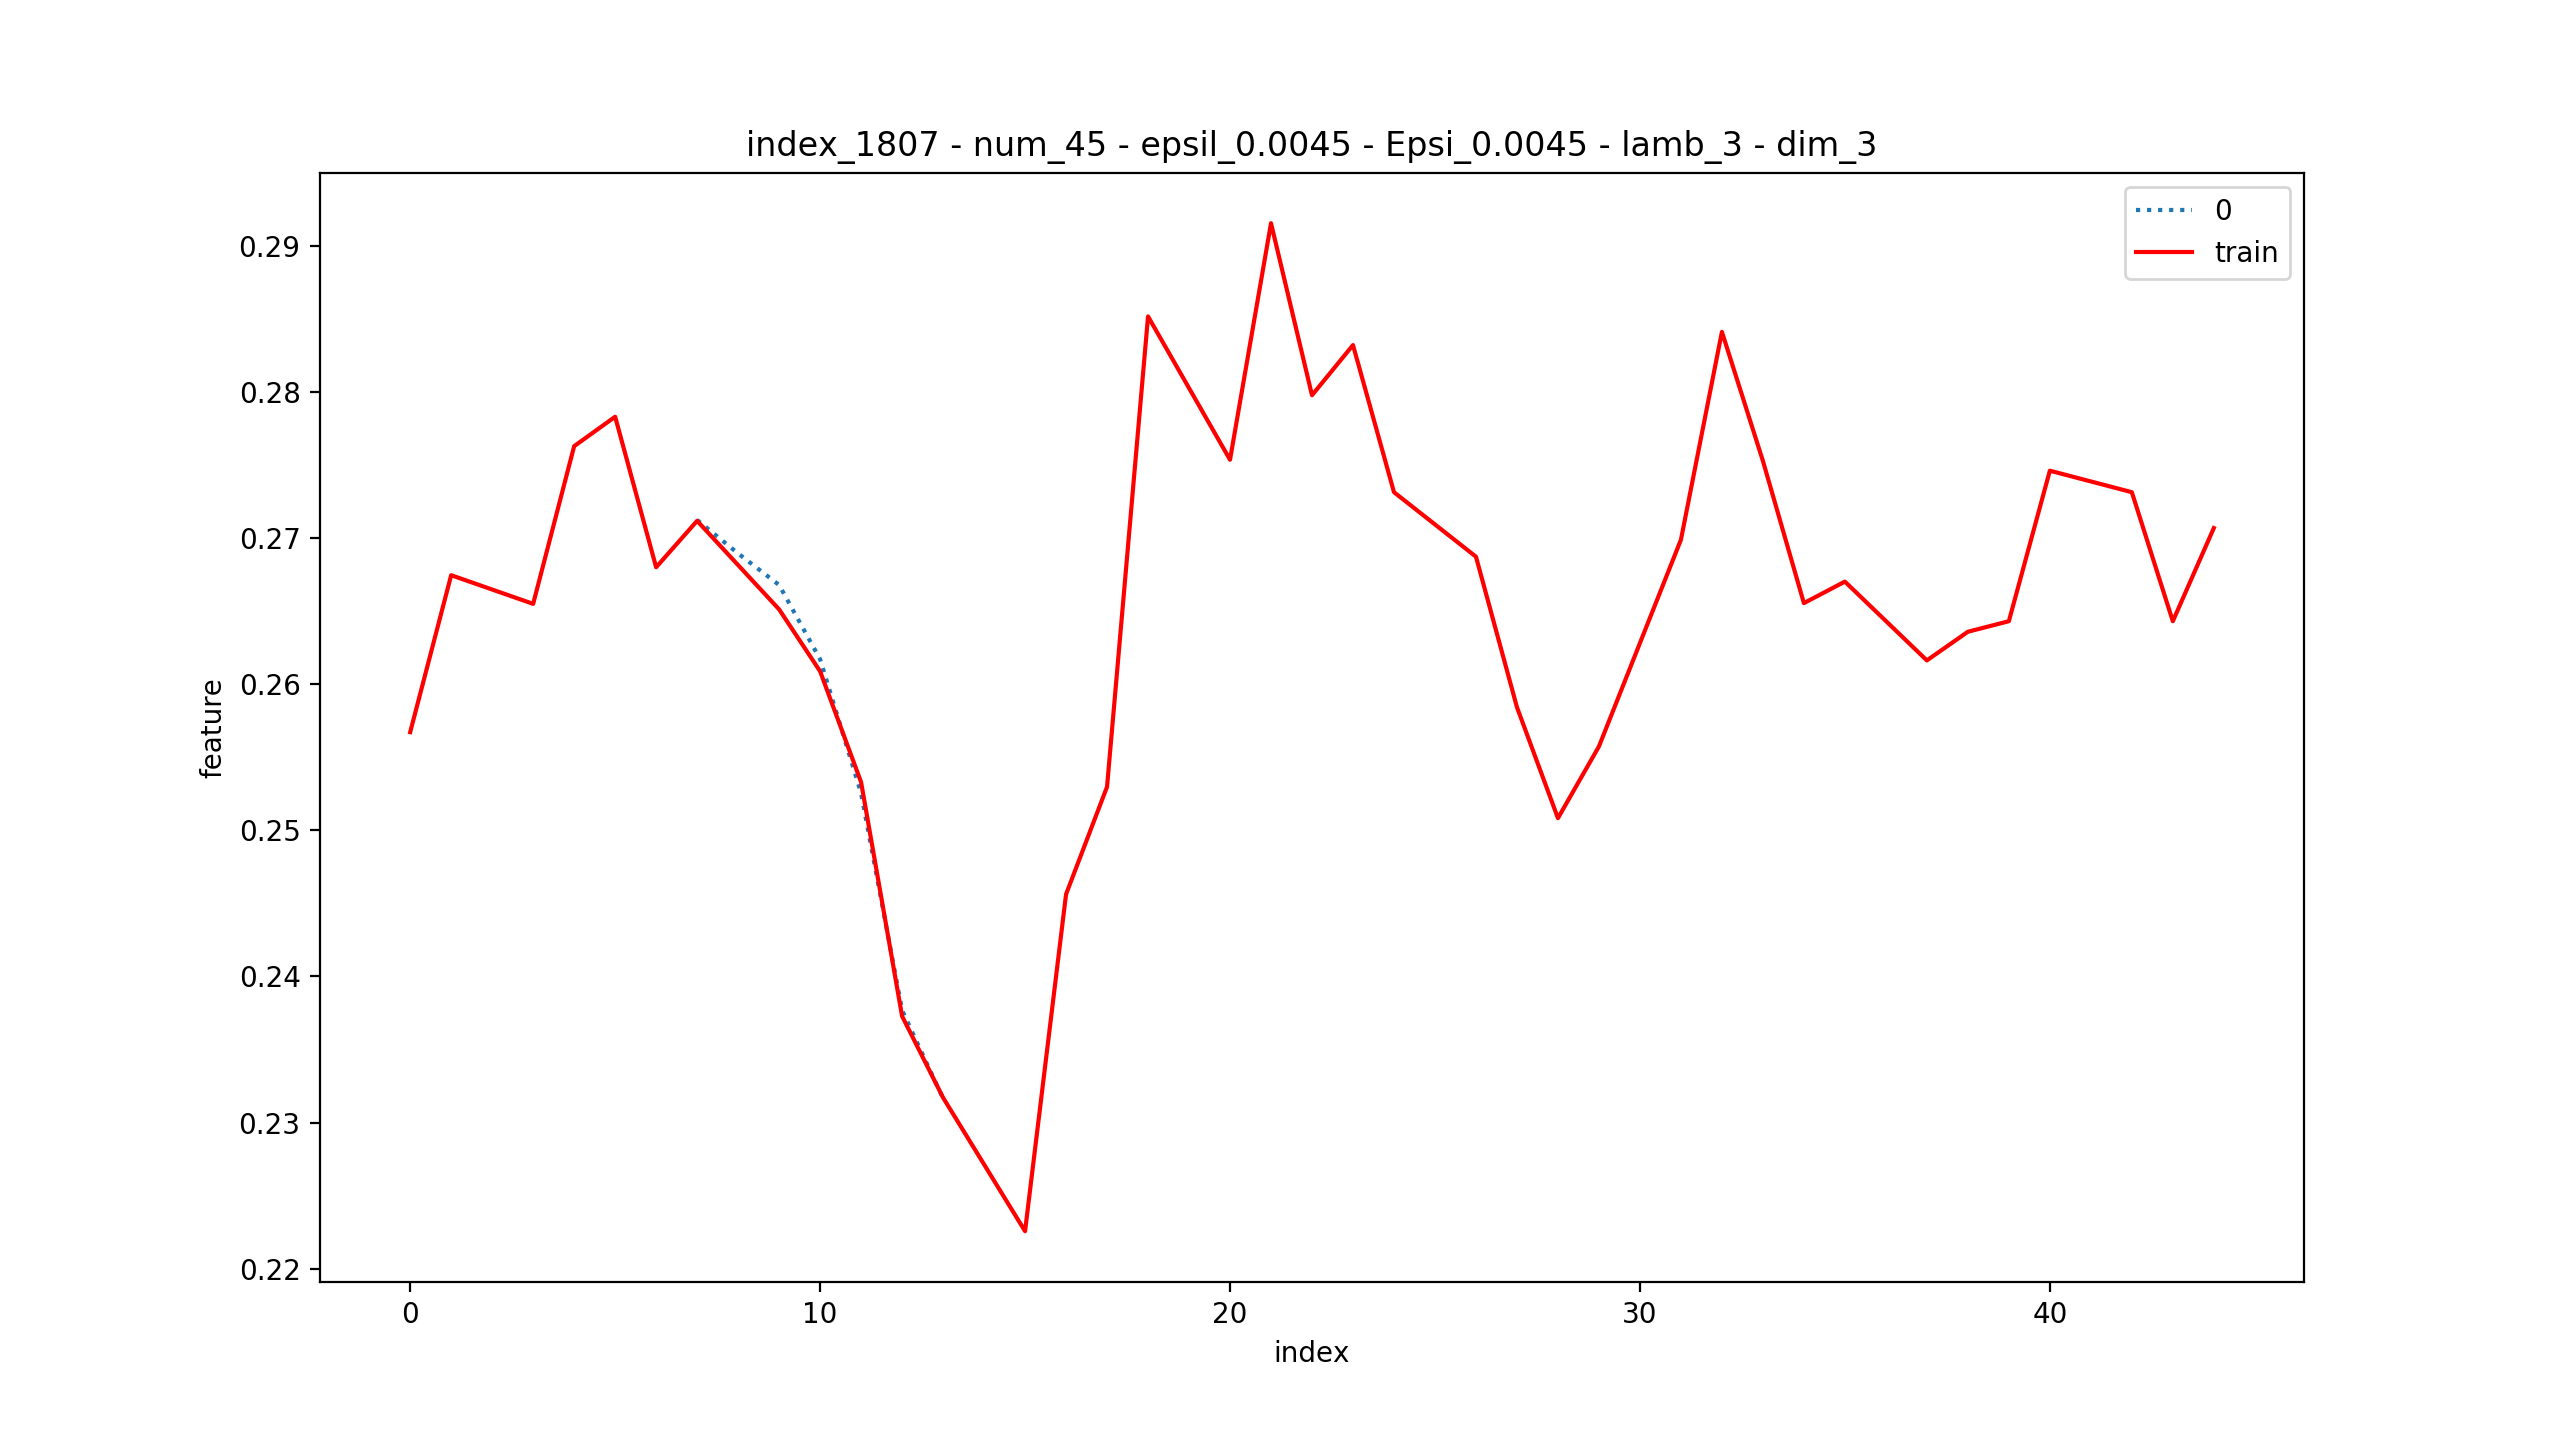 index_1807 - num_45 - epsil_0.0045 - Epsi_0.0045 - lamb_3 - dim_3
0
train
0.29
0.28
0.27
0.26
0.25
0.24
0.23
0.22
feature
0 10 20 30 40
index